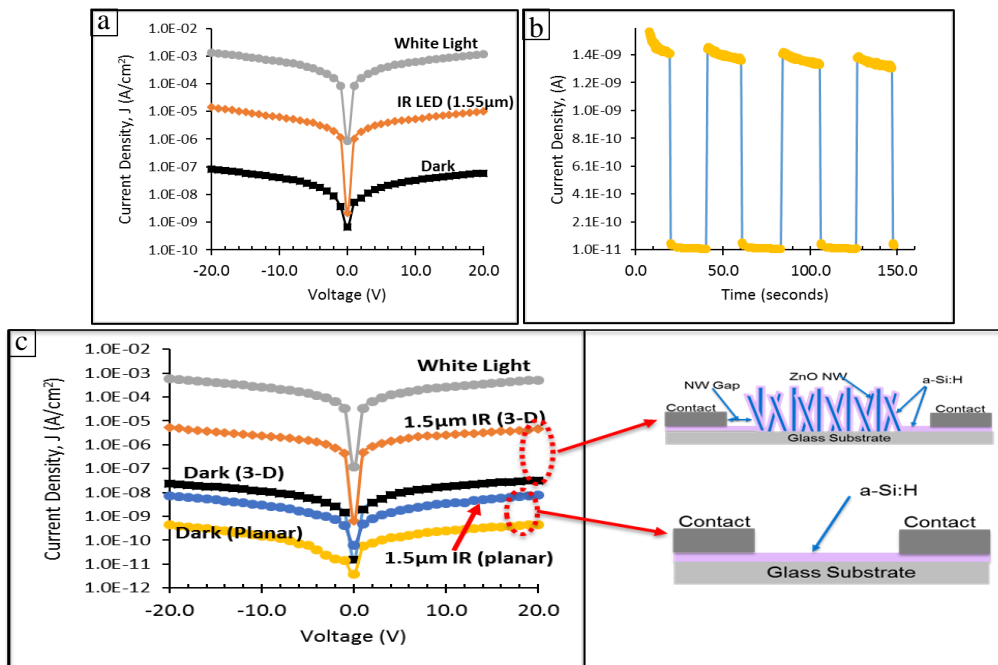 a
Current Density, J (A/cm²)
1.0E-02
1.0E-03
1.0E-04
1.0E-05
1.0E-06
1.0E-07
1.0E-08
1.0E-09
1.0E-10
White Light
IR LED (1.55µm)
Dark
-20.0 -10.0 0.0 10.0 20.0
Voltage (V)
b
Current Density, (A)
1.4E-09
1.0E-09
8.1E-10
6.1E-10
4.1E-10
2.1E-10
1.0E-11
0.0 50.0 100.0 150.0
Time (seconds)
c
Current Density, J (A/cm²)
1.0E-02
1.0E-03
1.0E-04
1.0E-05
1.0E-06
1.0E-07
1.0E-08
1.0E-09
1.0E-10
1.0E-11
1.0E-12
White Light
1.5µm IR (3-D)
Dark (3-D)
Dark (Planar)
1.5µm IR (planar)
-20.0 -10.0 0.0 10.0 20.0
Voltage (V)
NW Gap
ZnO NW
a-Si:H
Contact
Contact
Glass Substrate
a-Si:H
Contact
Contact
Glass Substrate